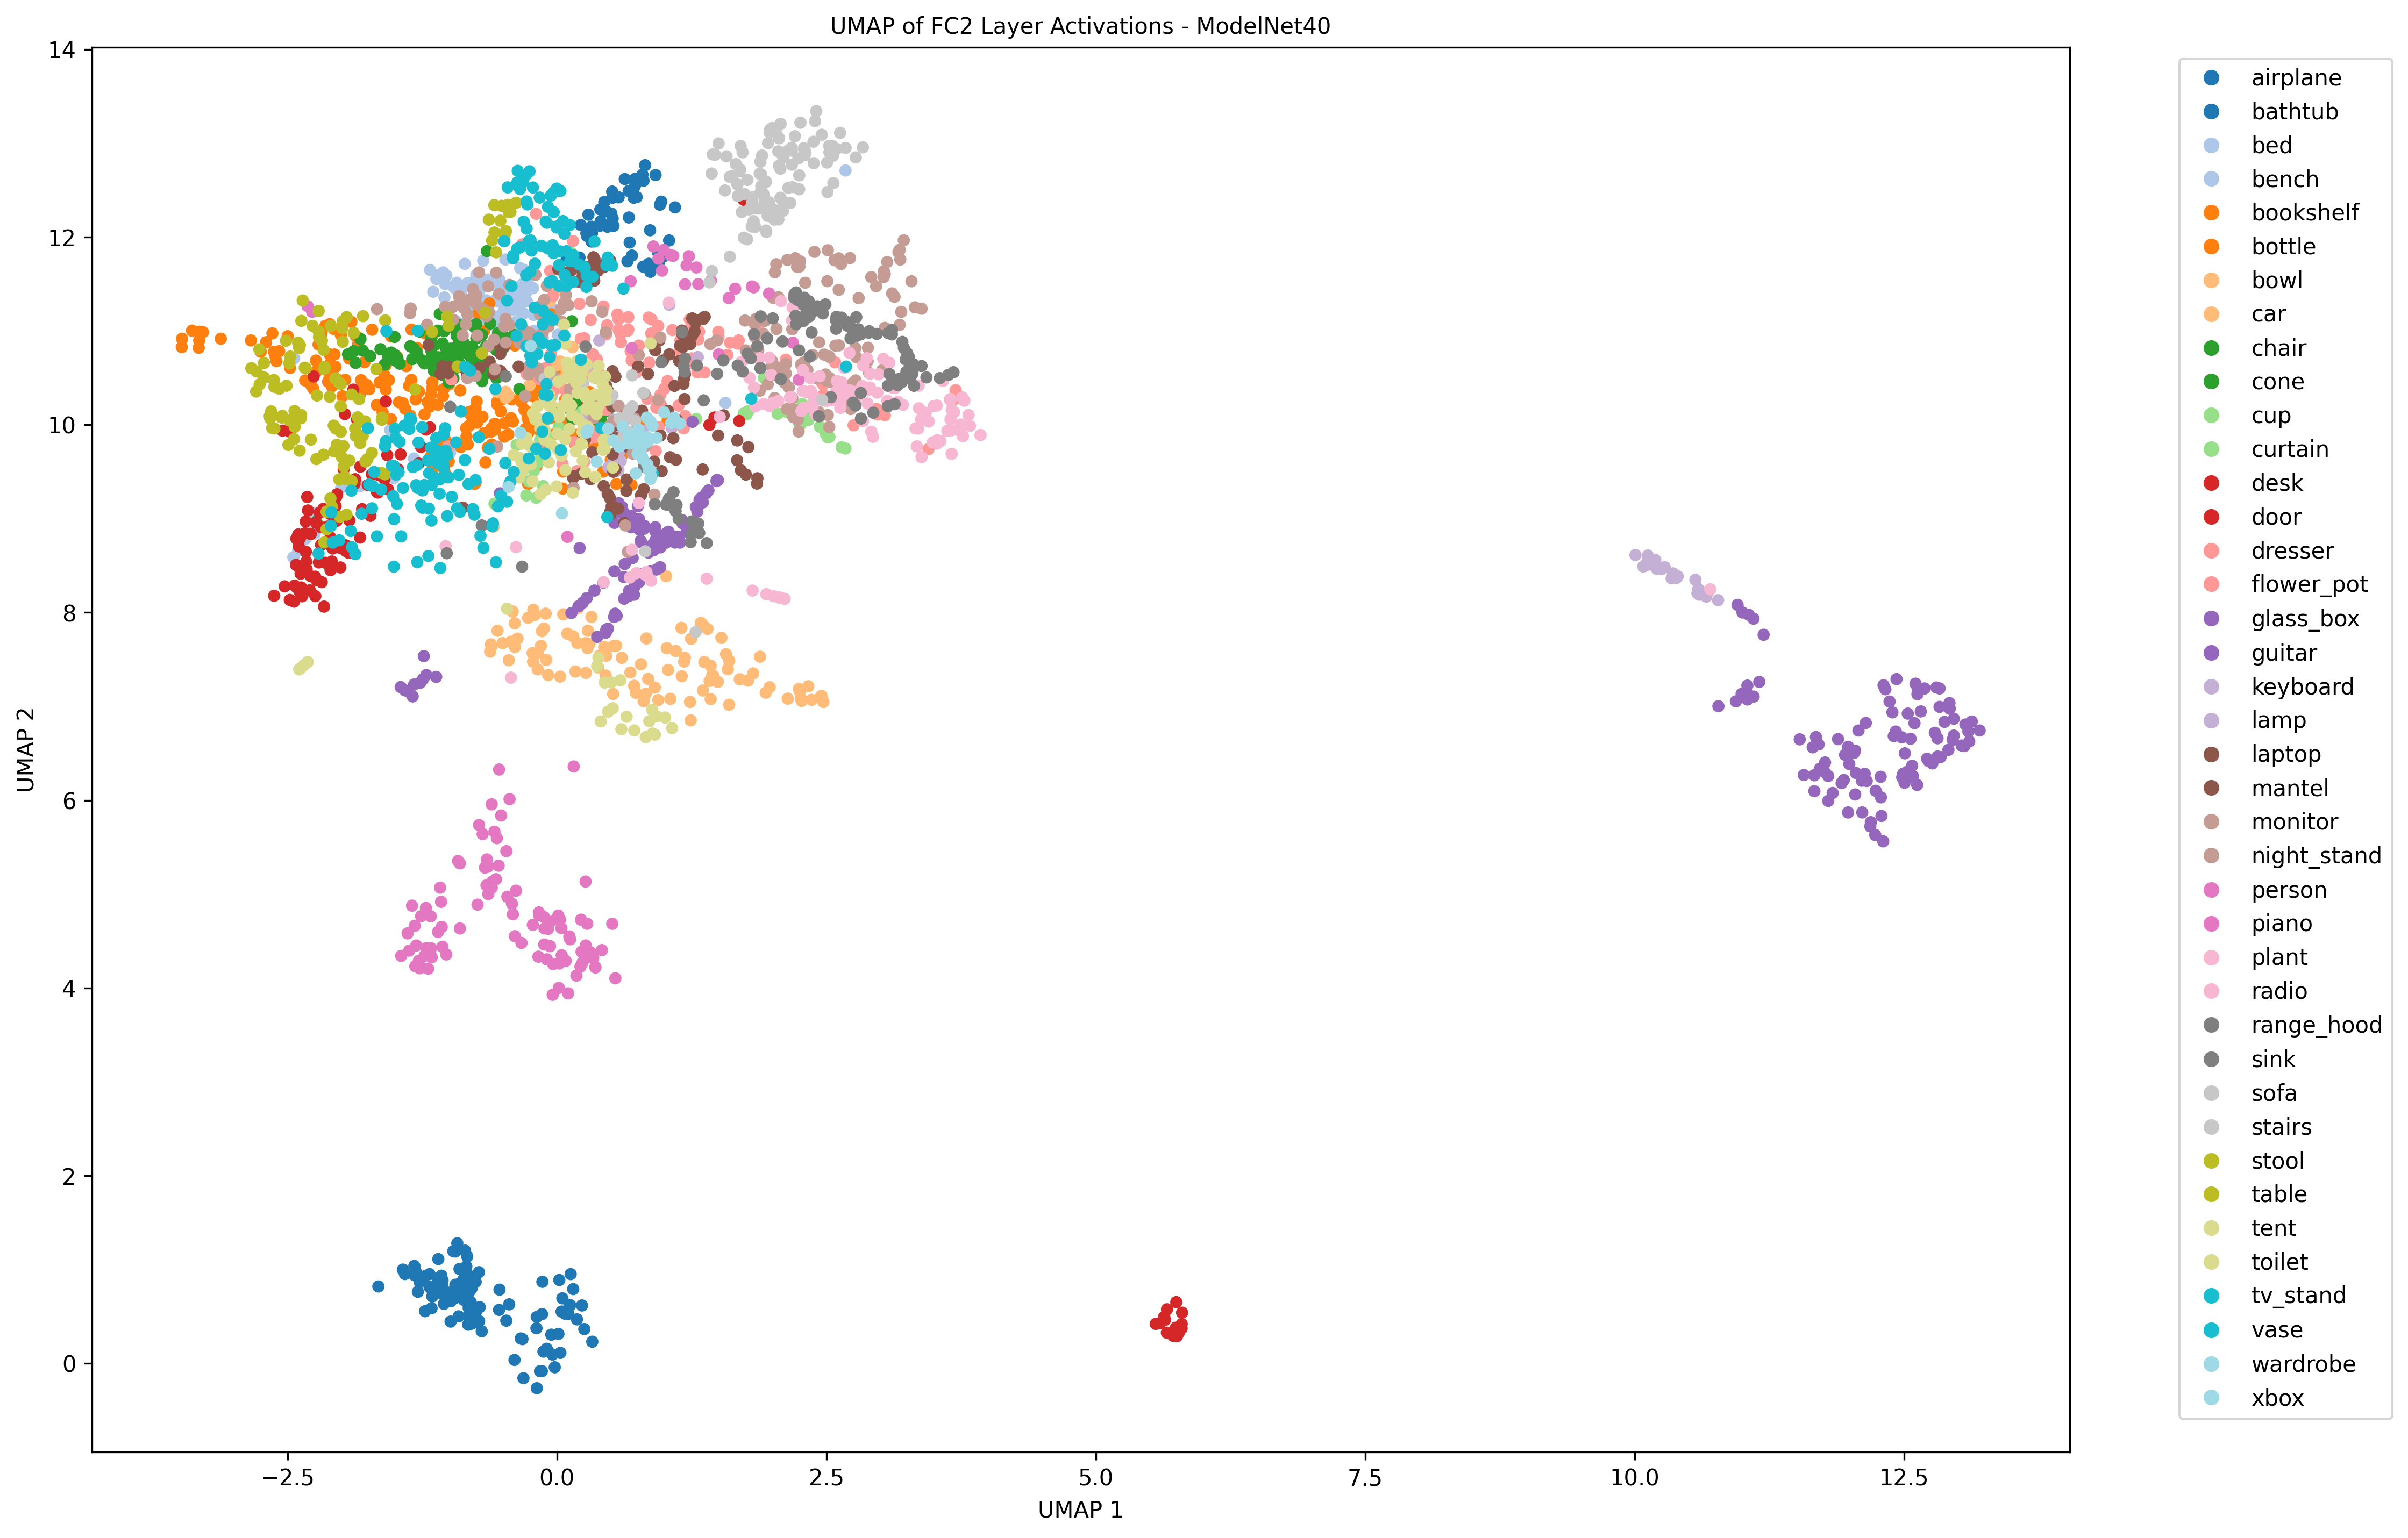 UMAP of FC2 Layer Activations - ModelNet40
14
12
10
8
6
4
2
0
UMAP 2
−2.5
0.0
2.5
5.0
7.5
10.0
12.5
UMAP 1
airplane
bathtub
bed
bench
bookshelf
bottle
bowl
car
chair
cone
cup
curtain
desk
door
dresser
flower_pot
glass_box
guitar
keyboard
lamp
laptop
mantel
monitor
night_stand
person
piano
plant
radio
range_hood
sink
sofa
stairs
stool
table
tent
toilet
tv_stand
vase
wardrobe
xbox